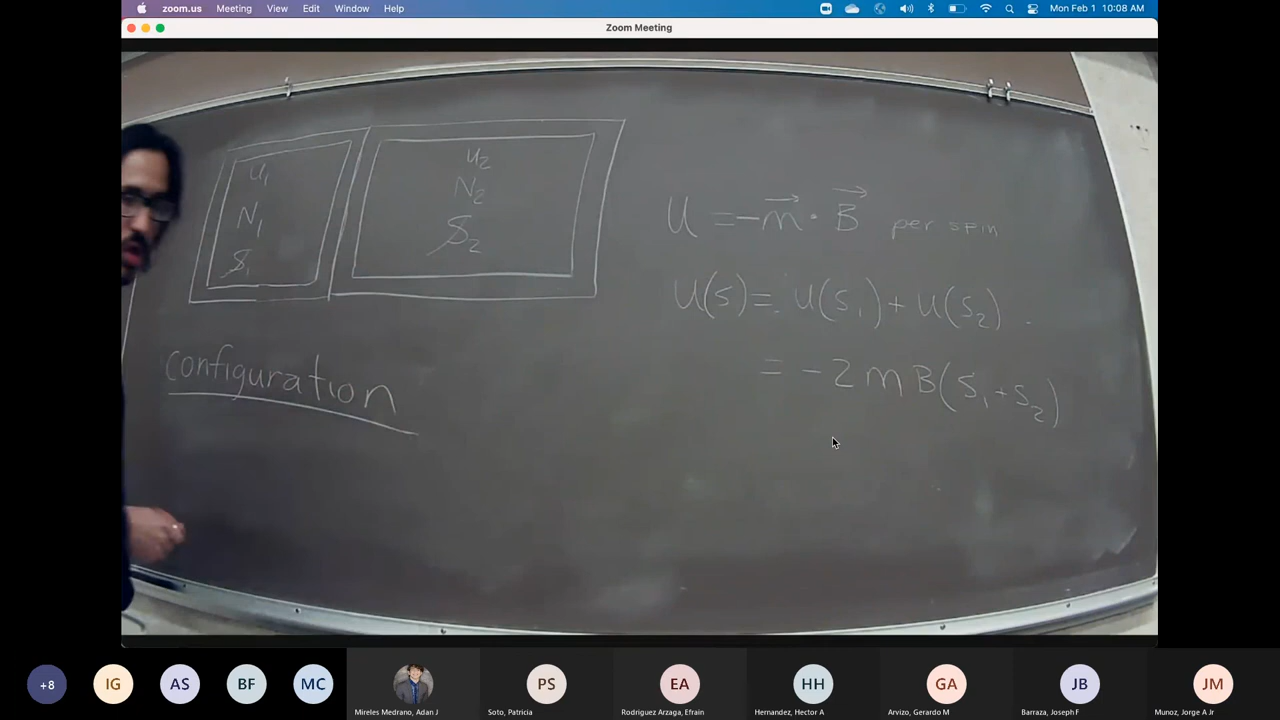 zoom.us Meeting View Edit Window Help Mon Feb 1 10:08 AM
Zoom Meeting
U₁
N₁
S₁
U₂
N₂
S₂
U = -m⃗ · B⃗ per spin
U(s) = U(S₁) + U(S₂)
= -2mB(S₁+S₂)
configuration
+8 IG AS BF MC PS EA HH GA JB JM
Mireles Medrano, Adan J Soto, Patricia Rodriguez Arzaga, Efrain Hernandez, Hector A Arvizo, Gerardo M Barraza, Joseph F Munoz, Jorge A Jr